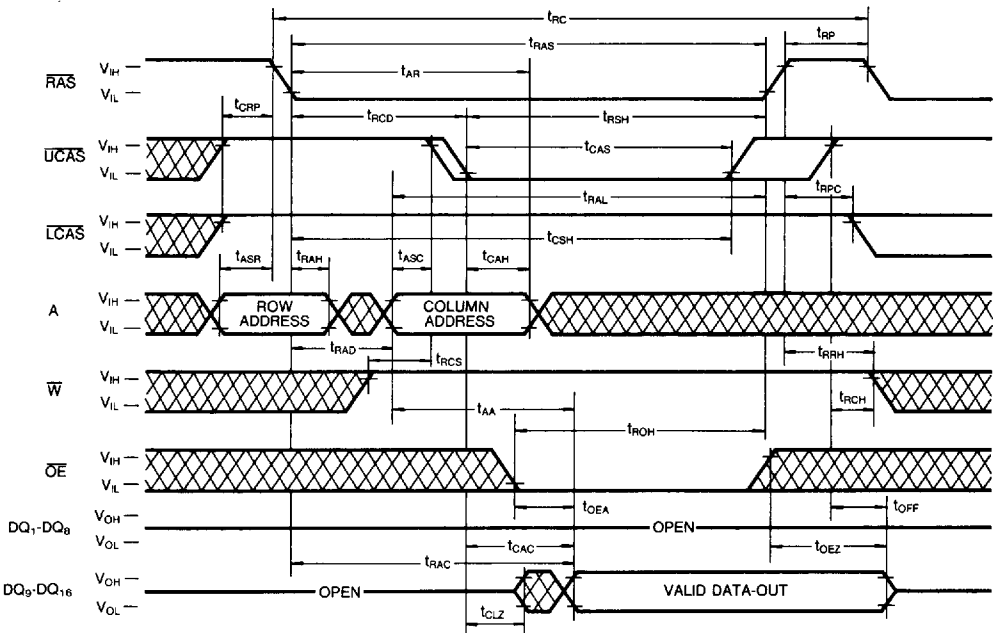 tRC
tRAS
tRP
RAS
VIH
VIL
tAR
tCRP
tRCD
tRSH
UCAS
VIH
VIL
tCAS
tRAL
tRPC
LCAS
VIH
VIL
tCSH
tASR
tRAH
tASC
tCAH
A
VIH
VIL
ROW ADDRESS
COLUMN ADDRESS
tRAD
tRCS
tRRH
W
VIH
VIL
tAA
tRCH
tROH
OE
VIH
VIL
tOEA
tOFF
DQ1-DQ8
VOH
VOL
OPEN
tCAC
tOEZ
tRAC
DQ9-DQ16
VOH
VOL
OPEN
VALID DATA-OUT
tCLZ